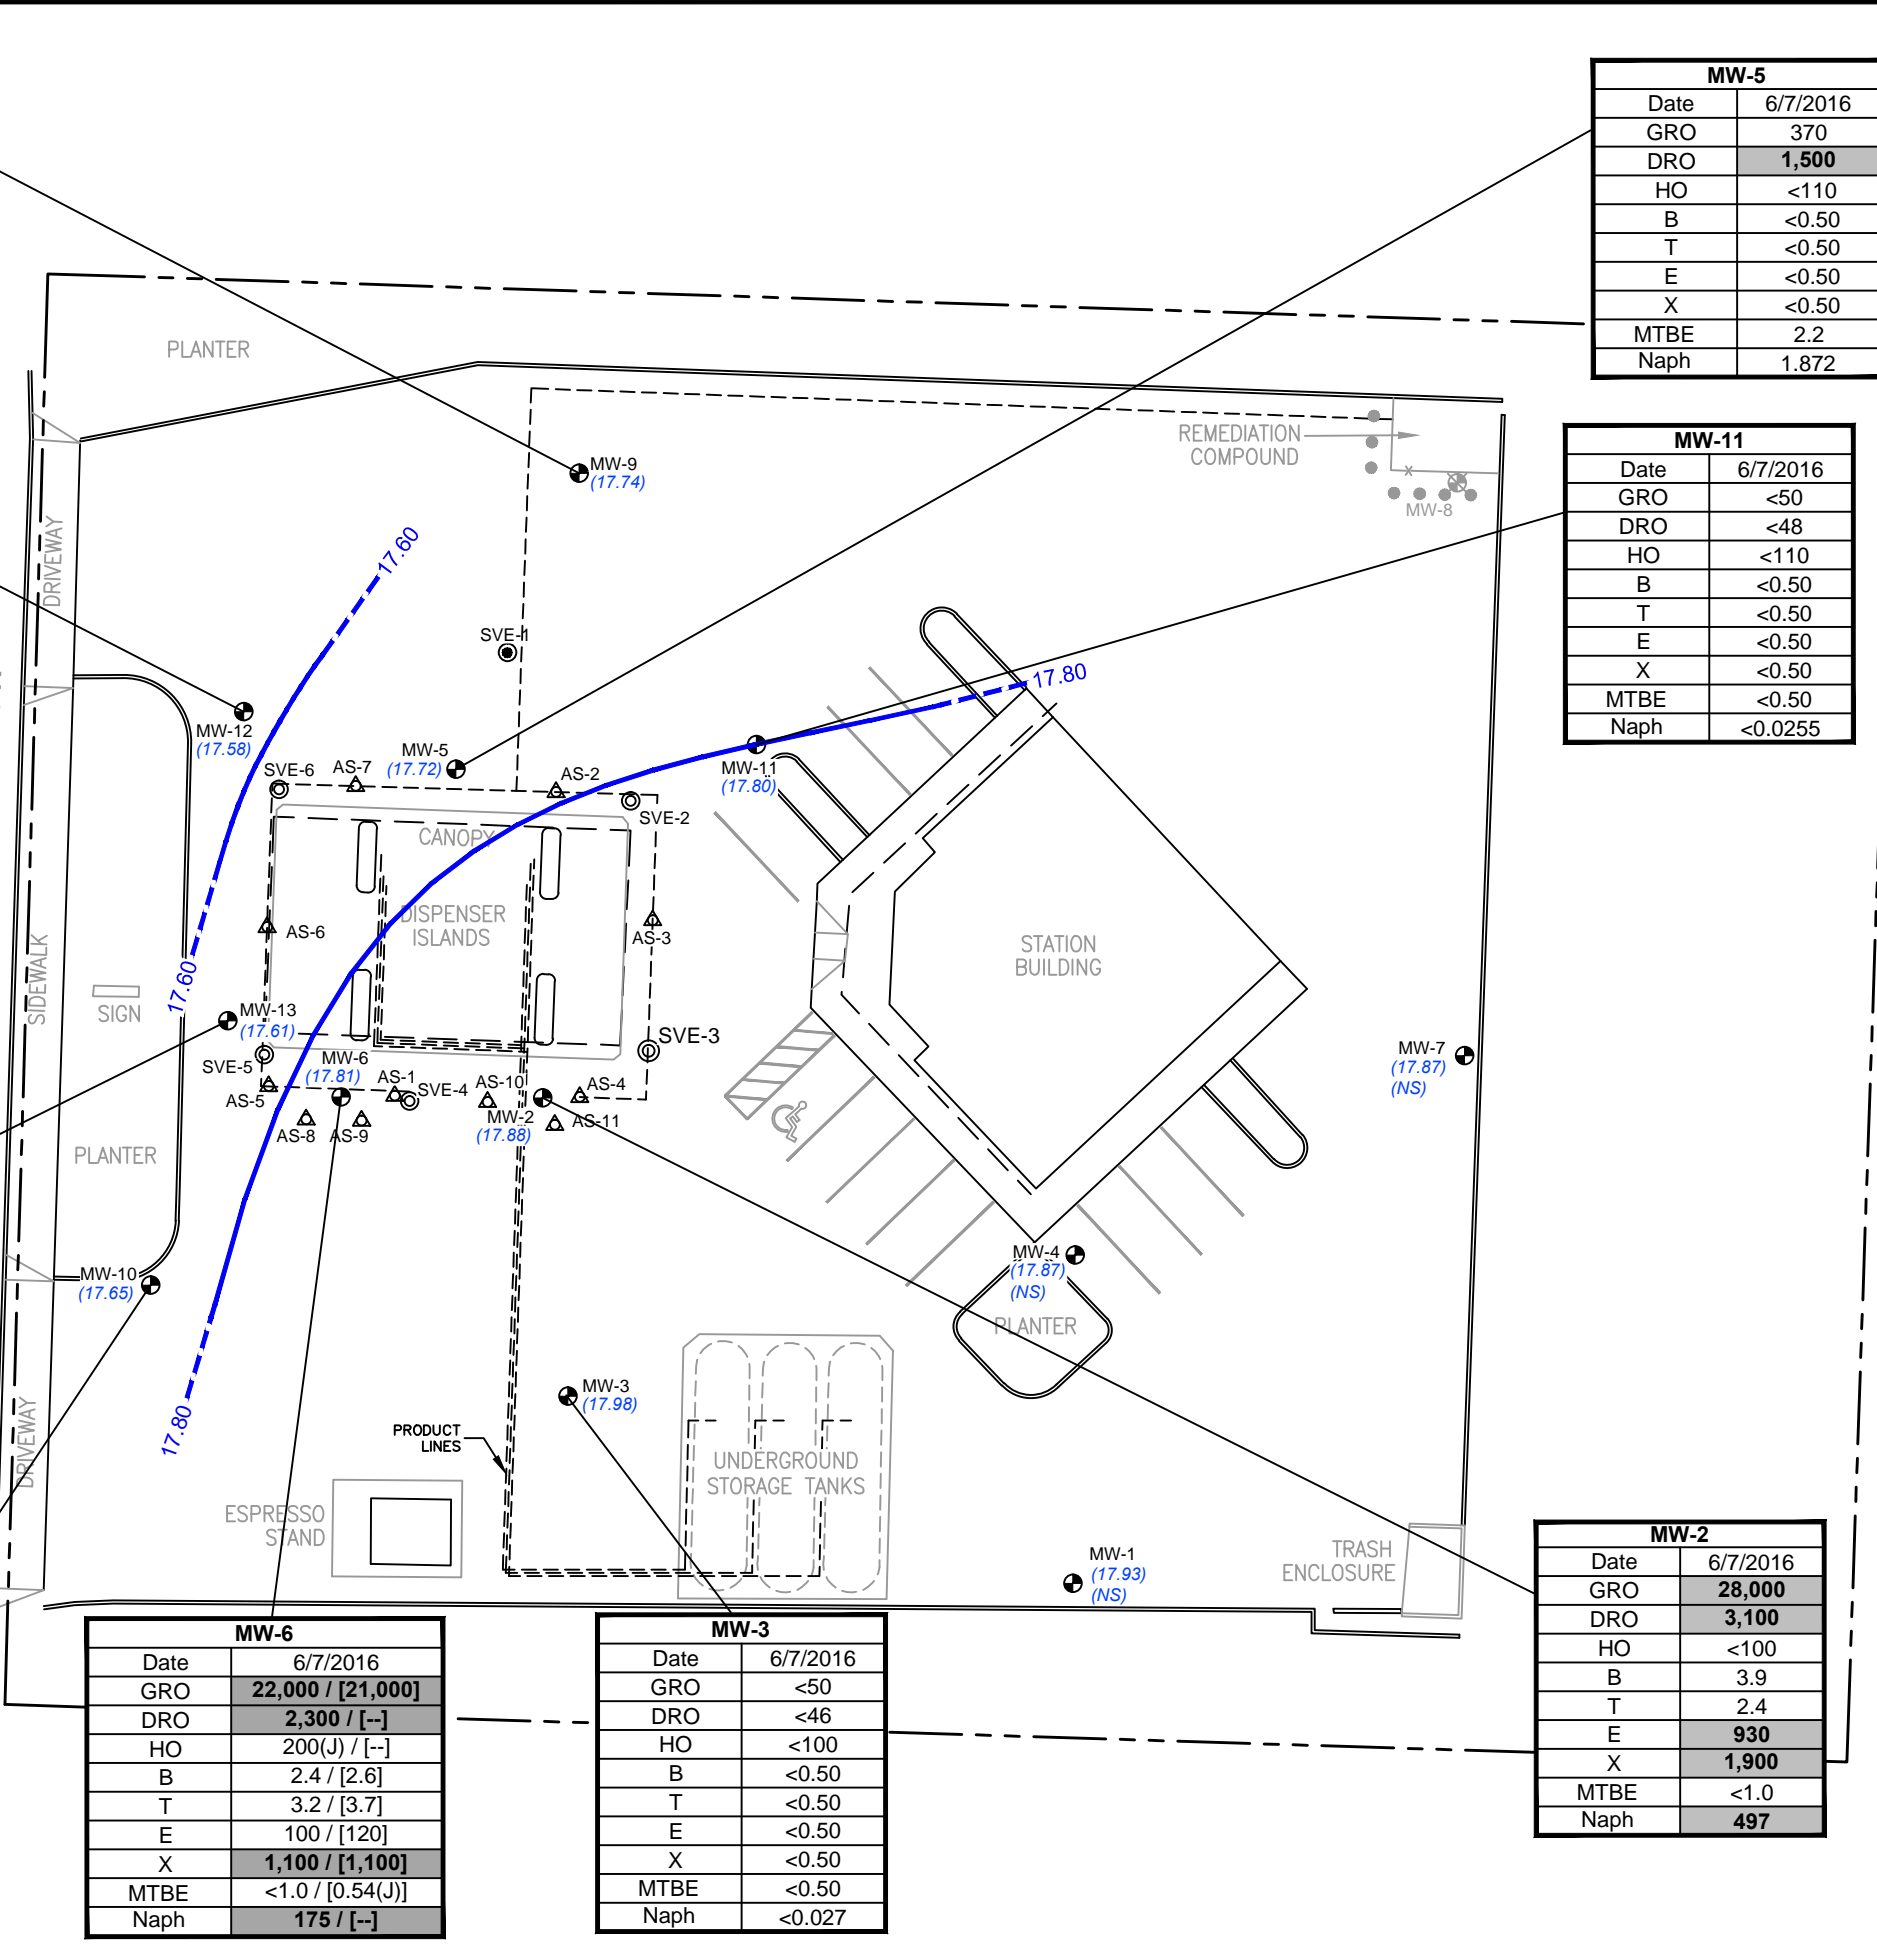 MW-5
Date 6/7/2016
GRO 370
DRO 1,500
HO <110
B <0.50
T <0.50
E <0.50
X <0.50
MTBE 2.2
Naph 1.872
PLANTER
REMEDIATION
COMPOUND
MW-8
MW-9
(17.74)
MW-11
Date 6/7/2016
GRO <50
DRO <48
HO <110
B <0.50
T <0.50
E <0.50
X <0.50
MTBE <0.50
Naph <0.0255
DRIVEWAY
17.60
SVE-1
17.80
MW-12
(17.58)
MW-5
(17.72)
MW-11
(17.80)
SVE-6
AS-7
AS-2
SVE-2
CANOPY
DISPENSER
ISLANDS
AS-6
AS-3
STATION
BUILDING
SIDEWALK
17.60
SIGN
MW-13
(17.61)
SVE-3
SVE-5
MW-6
(17.81)
AS-5
AS-1
SVE-4
AS-10
AS-4
MW-2
(17.88)
AS-11
AS-8
AS-9
MW-7
(17.87)
(NS)
PLANTER
MW-10
(17.65)
MW-4
(17.87)
(NS)
PLANTER
MW-3
(17.98)
17.80
DRIVEWAY
PRODUCT
LINES
UNDERGROUND
STORAGE TANKS
ESPRESSO
STAND
MW-1
(17.93)
(NS)
TRASH
ENCLOSURE
MW-2
Date 6/7/2016
GRO 28,000
DRO 3,100
HO <100
B 3.9
T 2.4
E 930
X 1,900
MTBE <1.0
Naph 497
MW-6
Date 6/7/2016
GRO 22,000 / [21,000]
DRO 2,300 / [--]
HO 200(J) / [--]
B 2.4 / [2.6]
T 3.2 / [3.7]
E 100 / [120]
X 1,100 / [1,100]
MTBE <1.0 / [0.54(J)]
Naph 175 / [--]
MW-3
Date 6/7/2016
GRO <50
DRO <46
HO <100
B <0.50
T <0.50
E <0.50
X <0.50
MTBE <0.50
Naph <0.027